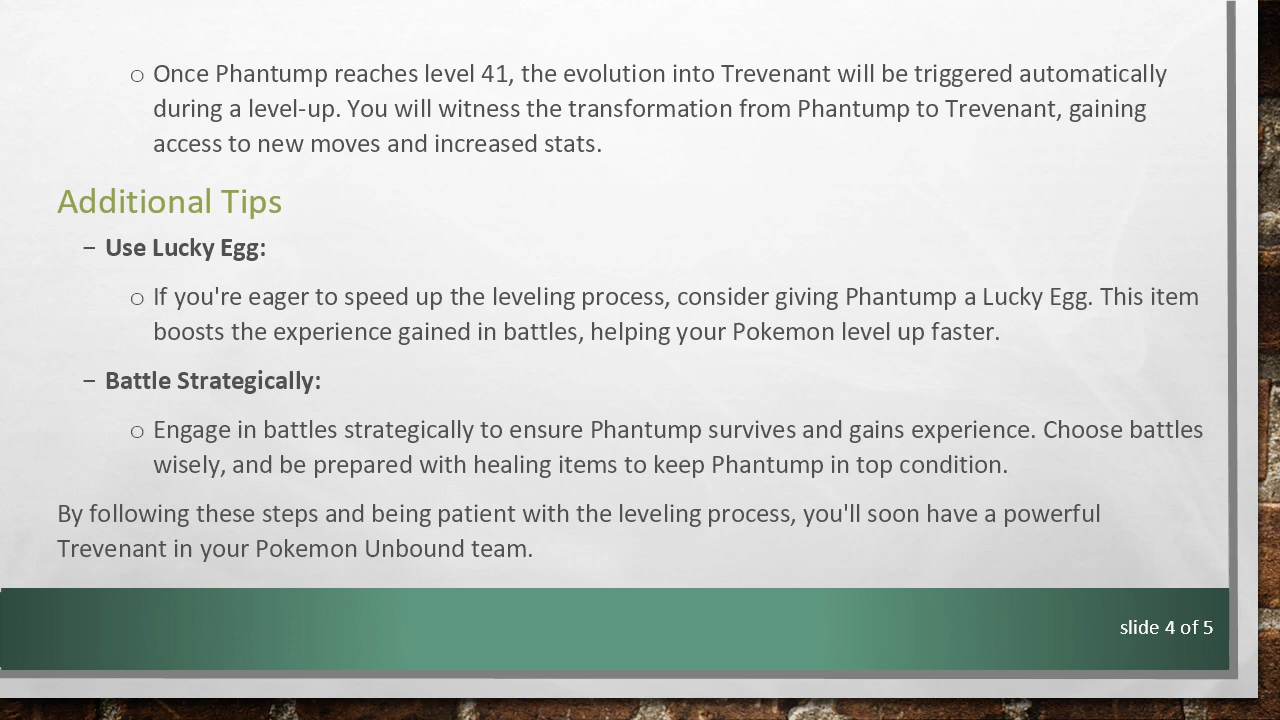 ○ Once Phantump reaches level 41, the evolution into Trevenant will be triggered automatically
during a level-up. You will witness the transformation from Phantump to Trevenant, gaining
access to new moves and increased stats.
Additional Tips
− Use Lucky Egg:
○ If you're eager to speed up the leveling process, consider giving Phantump a Lucky Egg. This item
boosts the experience gained in battles, helping your Pokemon level up faster.
− Battle Strategically:
○ Engage in battles strategically to ensure Phantump survives and gains experience. Choose battles
wisely, and be prepared with healing items to keep Phantump in top condition.
By following these steps and being patient with the leveling process, you'll soon have a powerful
Trevenant in your Pokemon Unbound team.
slide 4 of 5